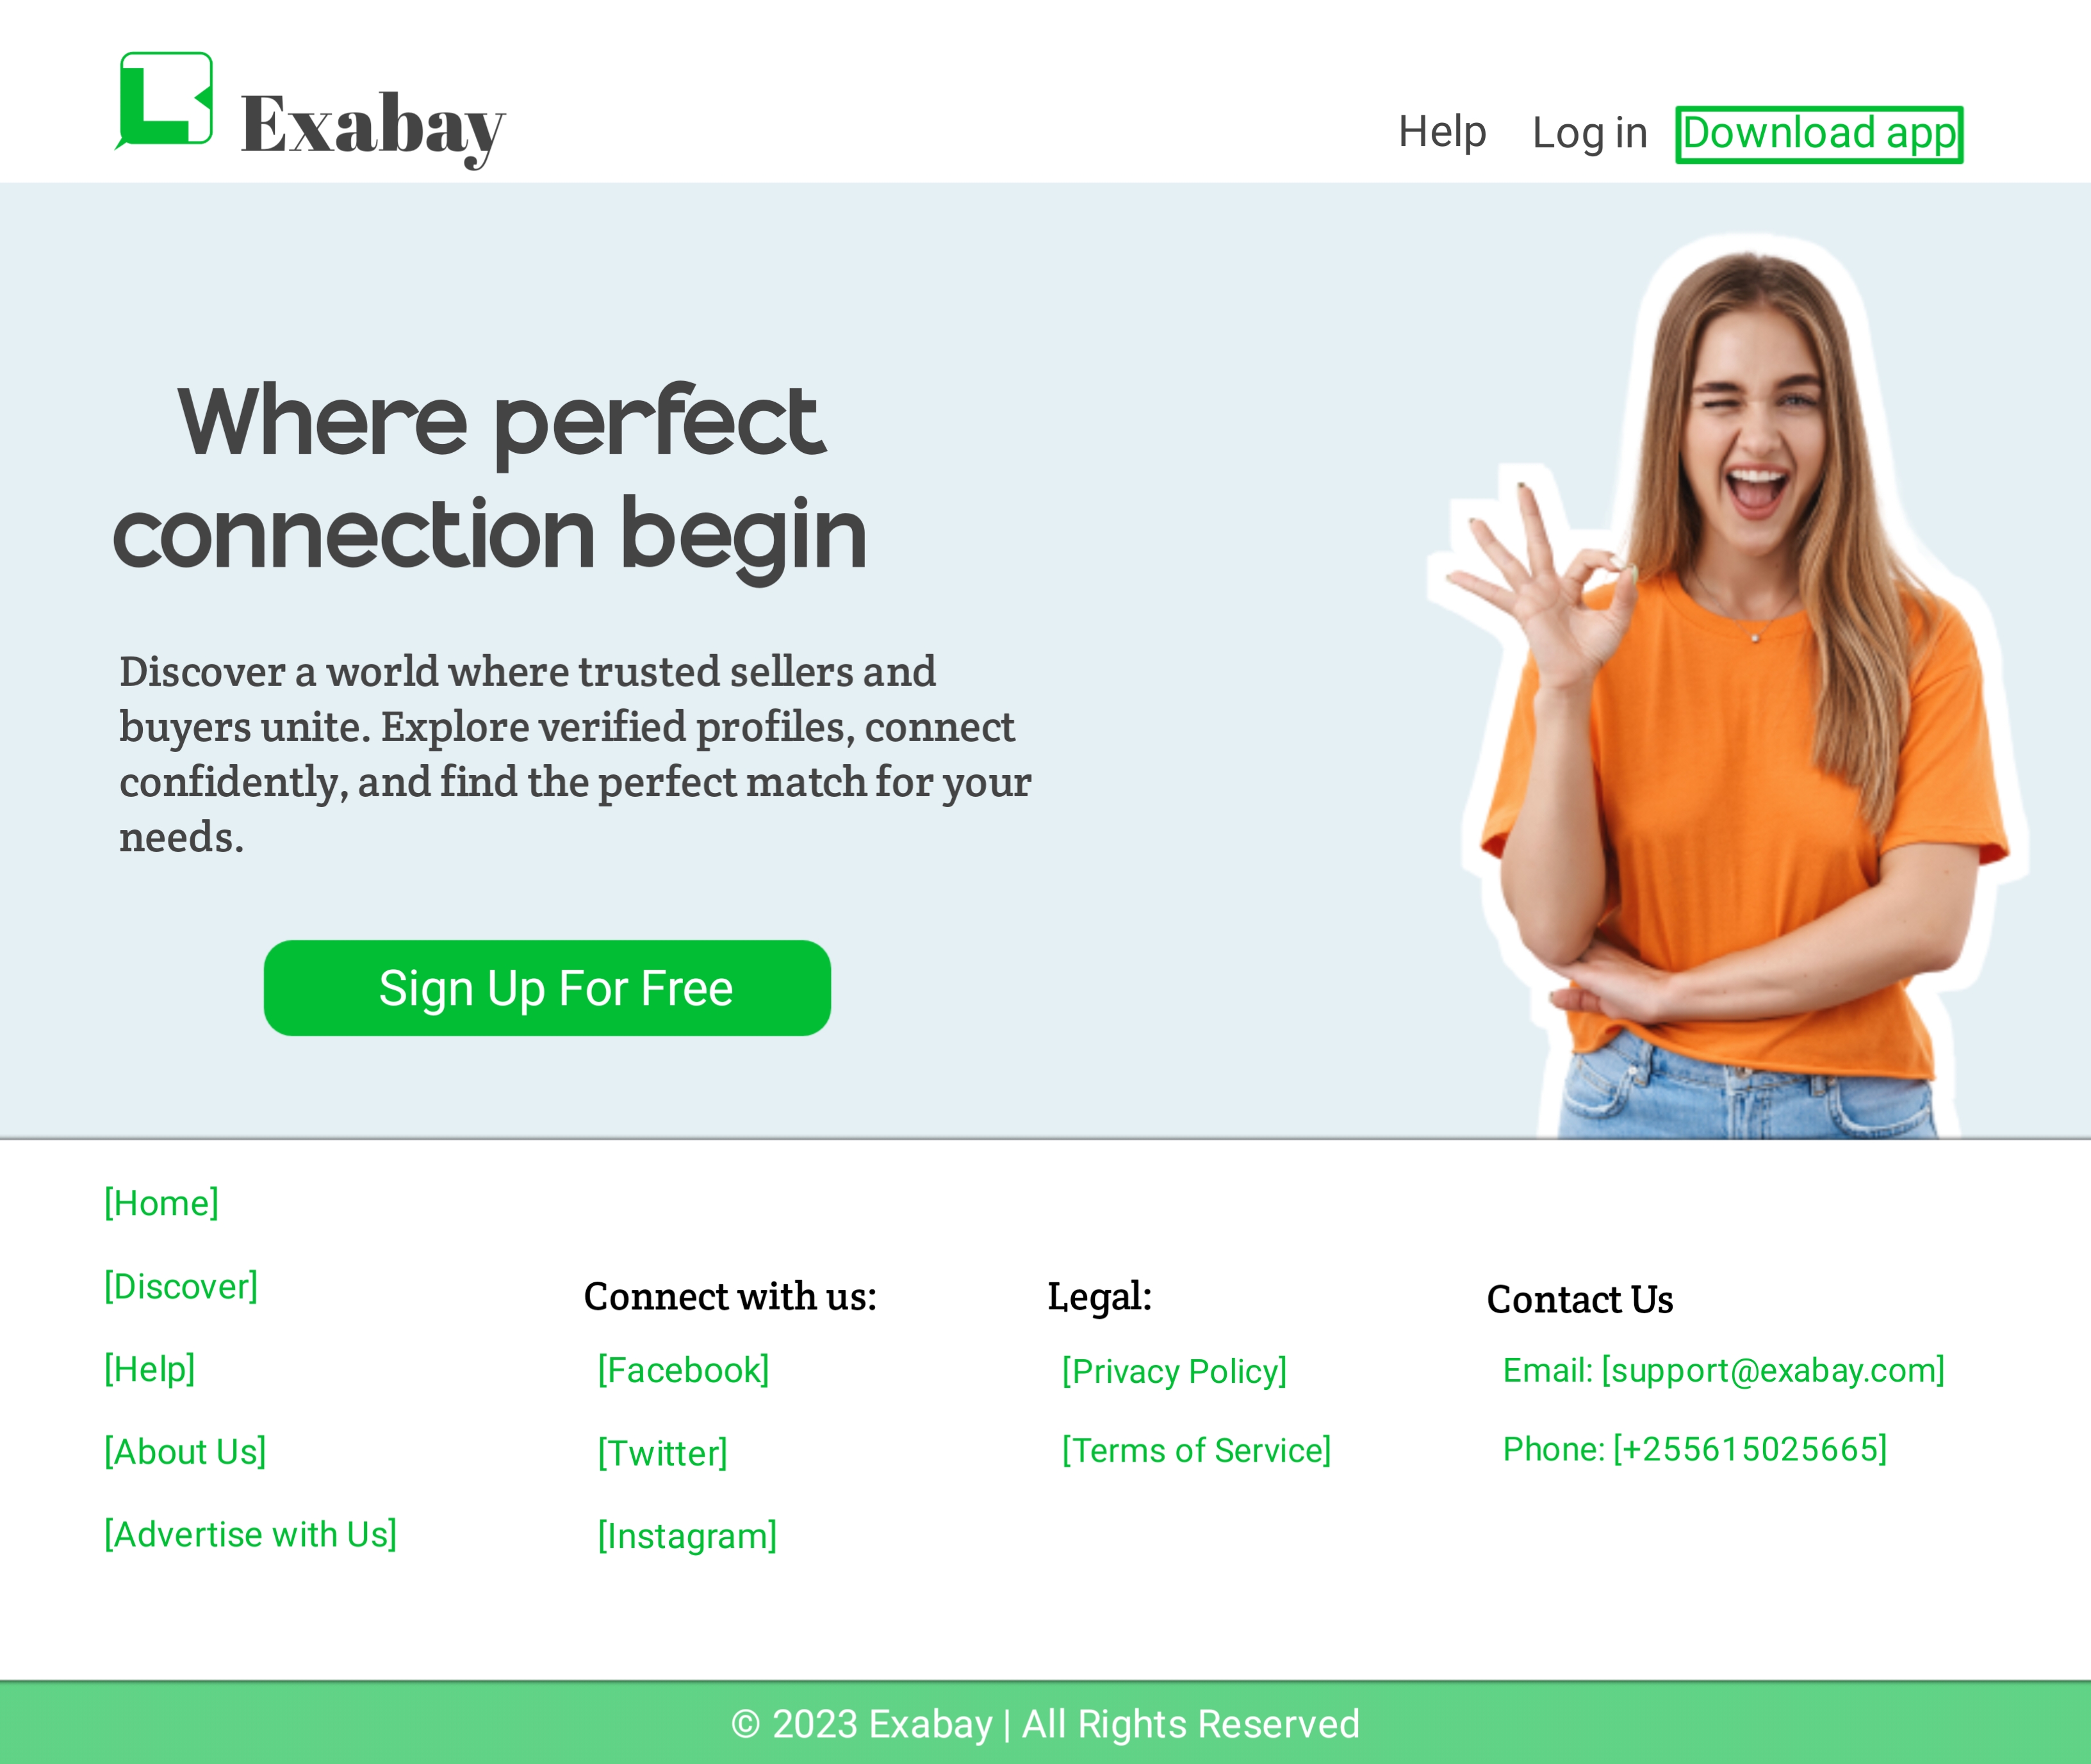 Exabay
Help
Log in
Download app
Where perfect
connection begin
Discover a world where trusted sellers and
buyers unite. Explore verified profiles, connect
confidently, and find the perfect match for your
needs.
Sign Up For Free
[Home]
[Discover]
[Help]
[About Us]
[Advertise with Us]
Connect with us:
[Facebook]
[Twitter]
[Instagram]
Legal:
[Privacy Policy]
[Terms of Service]
Contact Us
Email: [support@exabay.com]
Phone: [+255615025665]
© 2023 Exabay | All Rights Reserved